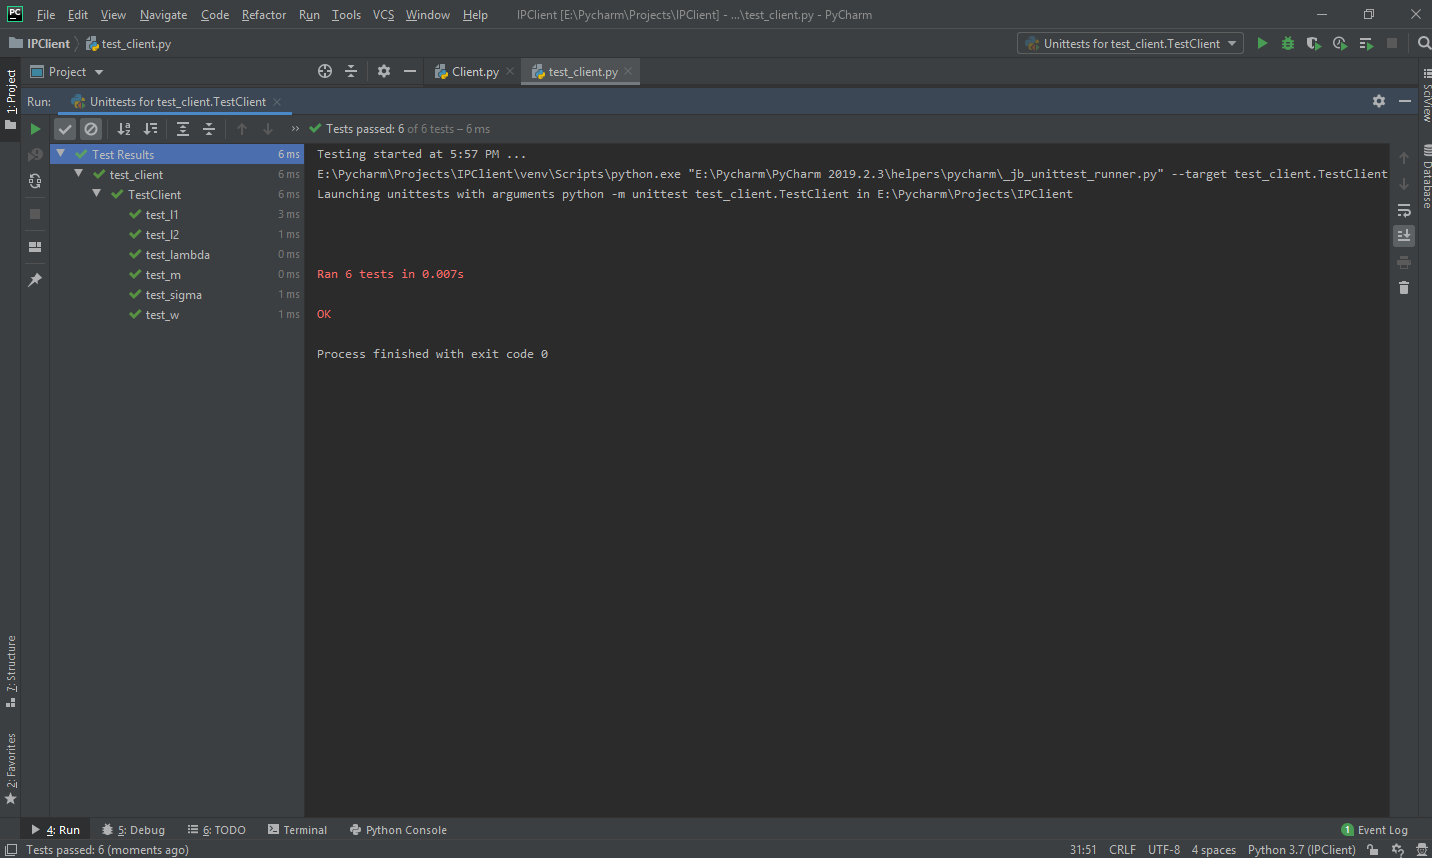 PC File Edit View Navigate Code Refactor Run Tools VCS Window Help IPClient [E:\Pycharm\Projects\IPClient] - ...\test_client.py - PyCharm
IPClient test_client.py Unittests for test_client.TestClient
Project Client.py test_client.py
Run: Unittests for test_client.TestClient
Tests passed: 6 of 6 tests – 6 ms
Test Results 6 ms
test_client 6 ms
TestClient 6 ms
test_l1 3 ms
test_l2 1 ms
test_lambda 0 ms
test_m 0 ms
test_sigma 1 ms
test_w 1 ms
Testing started at 5:57 PM ...
E:\Pycharm\Projects\IPClient\venv\Scripts\python.exe "E:\Pycharm\PyCharm 2019.2.3\helpers\pycharm\_jb_unittest_runner.py" --target test_client.TestClient
Launching unittests with arguments python -m unittest test_client.TestClient in E:\Pycharm\Projects\IPClient
Ran 6 tests in 0.007s
OK
Process finished with exit code 0
1: Project
7: Structure
2: Favorites
SciView
Database
4: Run 5: Debug 6: TODO Terminal Python Console 1 Event Log
Tests passed: 6 (moments ago) 31:51 CRLF UTF-8 4 spaces Python 3.7 (IPClient)